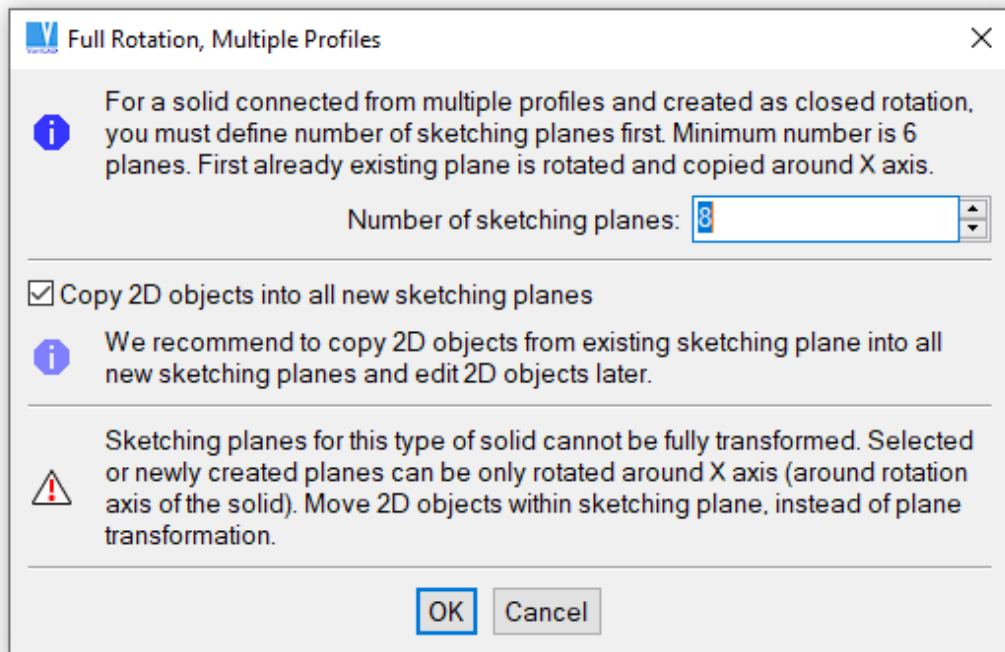 Full Rotation, Multiple Profiles
For a solid connected from multiple profiles and created as closed rotation,
you must define number of sketching planes first. Minimum number is 6
planes. First already existing plane is rotated and copied around X axis.
Number of sketching planes: 8
Copy 2D objects into all new sketching planes
We recommend to copy 2D objects from existing sketching plane into all
new sketching planes and edit 2D objects later.
Sketching planes for this type of solid cannot be fully transformed. Selected
or newly created planes can be only rotated around X axis (around rotation
axis of the solid). Move 2D objects within sketching plane, instead of plane
transformation.
OK Cancel